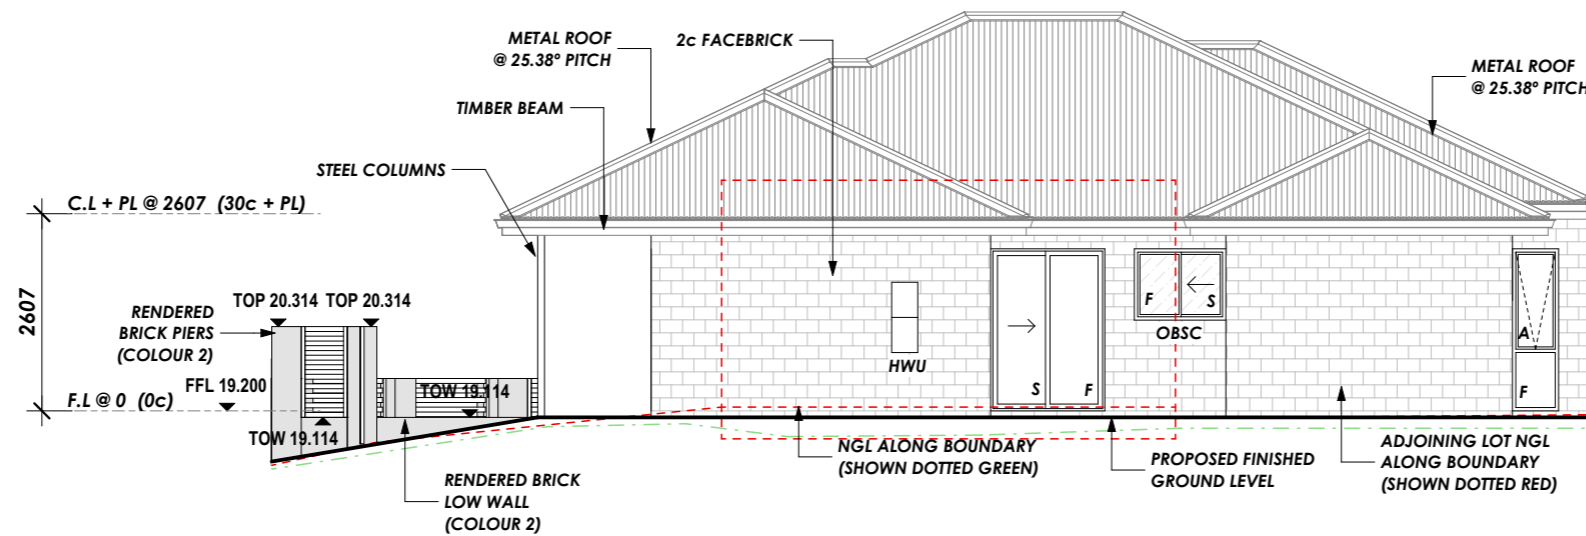 METAL ROOF
@ 25.38º PITCH
2c FACEBRICK
METAL ROOF
@ 25.38º PITCH
TIMBER BEAM
STEEL COLUMNS
C.L + PL @ 2607 (30c + PL)
2607
RENDERED
BRICK PIERS
(COLOUR 2)
TOP 20.314 TOP 20.314
FFL 19.200
F.L @ 0 (0c)
TOW 19.114
TOW 19.114
HWU
S F
F S
OBSC
A
F
RENDERED BRICK
LOW WALL
(COLOUR 2)
NGL ALONG BOUNDARY
(SHOWN DOTTED GREEN)
PROPOSED FINISHED
GROUND LEVEL
ADJOINING LOT NGL
ALONG BOUNDARY
(SHOWN DOTTED RED)